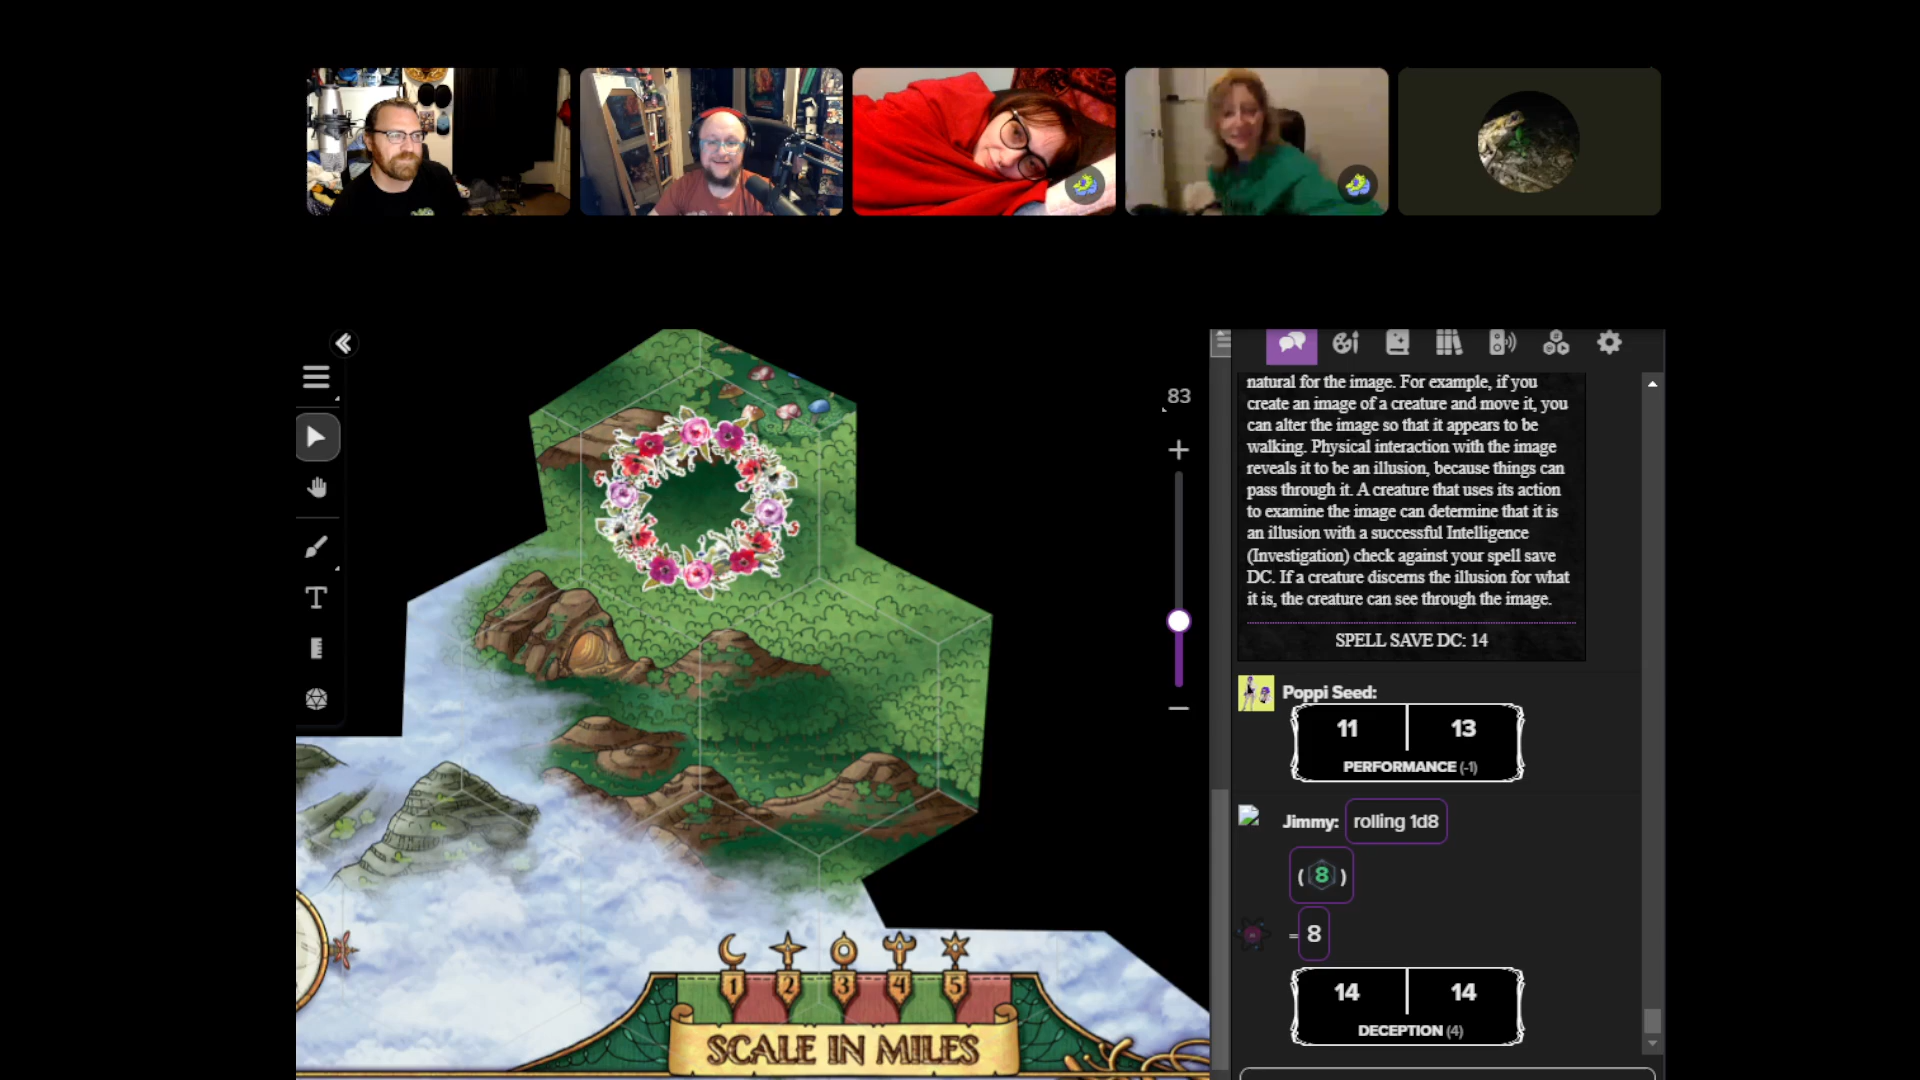 83
natural for the image. For example, if you
create an image of a creature and move it, you
can alter the image so that it appears to be
walking. Physical interaction with the image
reveals it to be an illusion, because things can
pass through it. A creature that uses its action
to examine the image can determine that it is
an illusion with a successful Intelligence
(Investigation) check against your spell save
DC. If a creature discerns the illusion for what
it is, the creature can see through the image.
SPELL SAVE DC: 14
Poppi Seed:
11 13
PERFORMANCE (-1)
Jimmy: rolling 1d8
(8)
=8
14 14
DECEPTION (4)
1 2 3 4 5
SCALE IN MILES